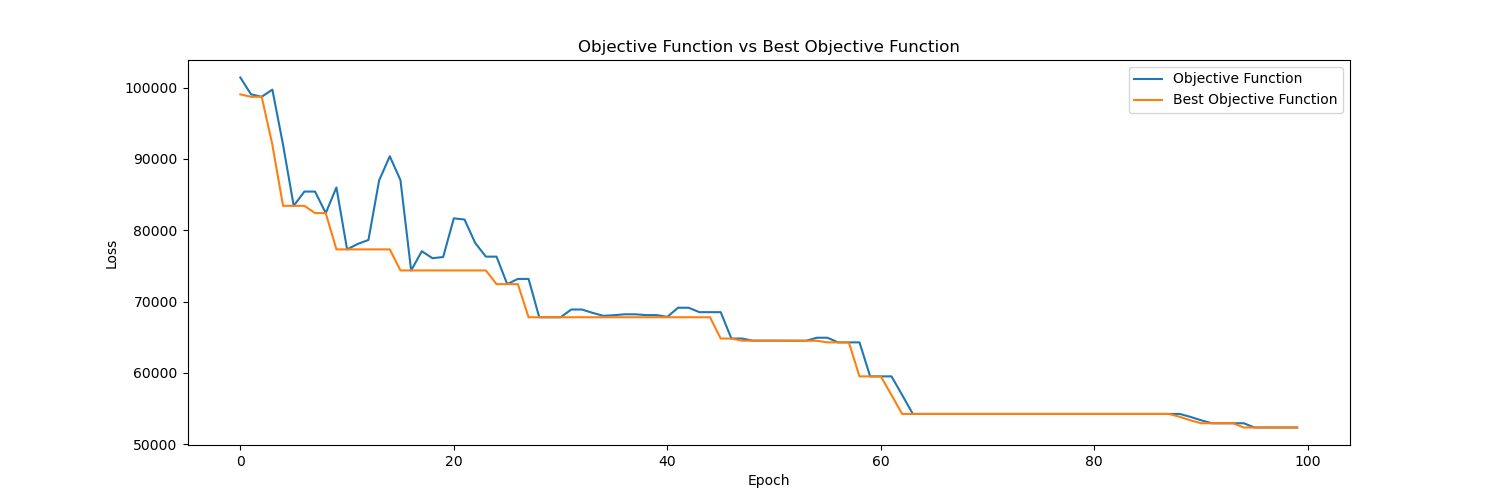 Objective Function vs Best Objective Function
Objective Function
Best Objective Function
100000
90000
80000
70000
60000
50000
Loss
0 20 40 60 80 100
Epoch